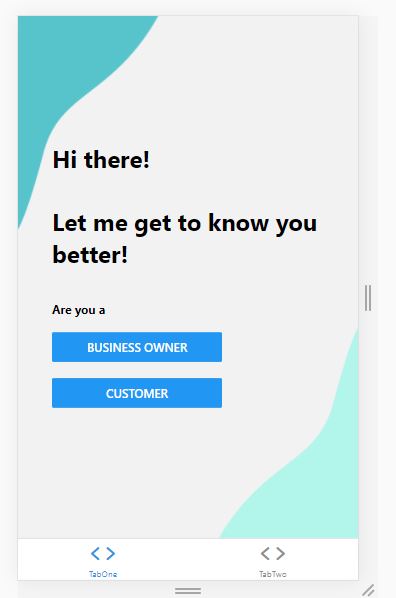 Hi there!
Let me get to know you
better!
Are you a
BUSINESS OWNER
CUSTOMER
TabOne
TabTwo